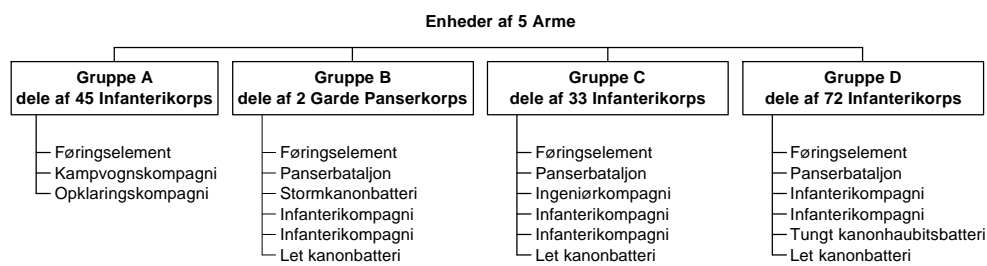 Enheder af 5 Arme
Gruppe A
dele af 45 Infanterikorps
Føringselement
Kampvognskompagni
Opklaringskompagni
Gruppe B
dele af 2 Garde Panserkorps
Føringselement
Panserbataljon
Stormkanonbatteri
Infanterikompagni
Infanterikompagni
Let kanonbatteri
Gruppe C
dele af 33 Infanterikorps
Føringselement
Panserbataljon
Ingeniørkompagni
Infanterikompagni
Infanterikompagni
Let kanonbatteri
Gruppe D
dele af 72 Infanterikorps
Føringselement
Panserbataljon
Infanterikompagni
Infanterikompagni
Tungt kanonhaubitsbatteri
Let kanonbatteri